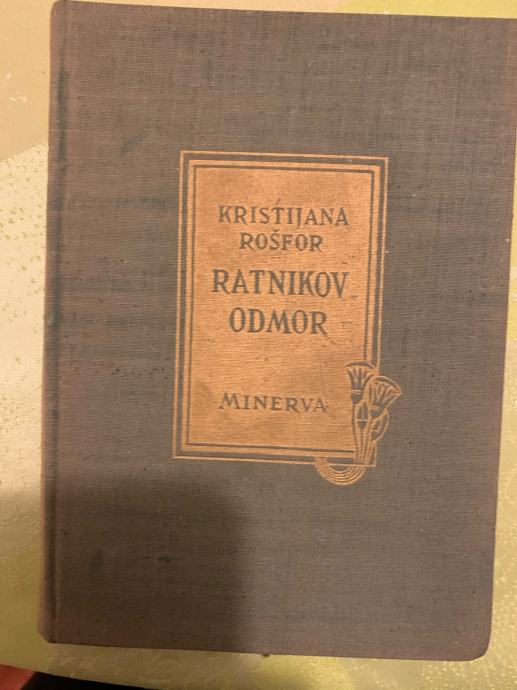 KRISTIJANA
ROŠFOR
RATNIKOV
ODMOR
MINERVA